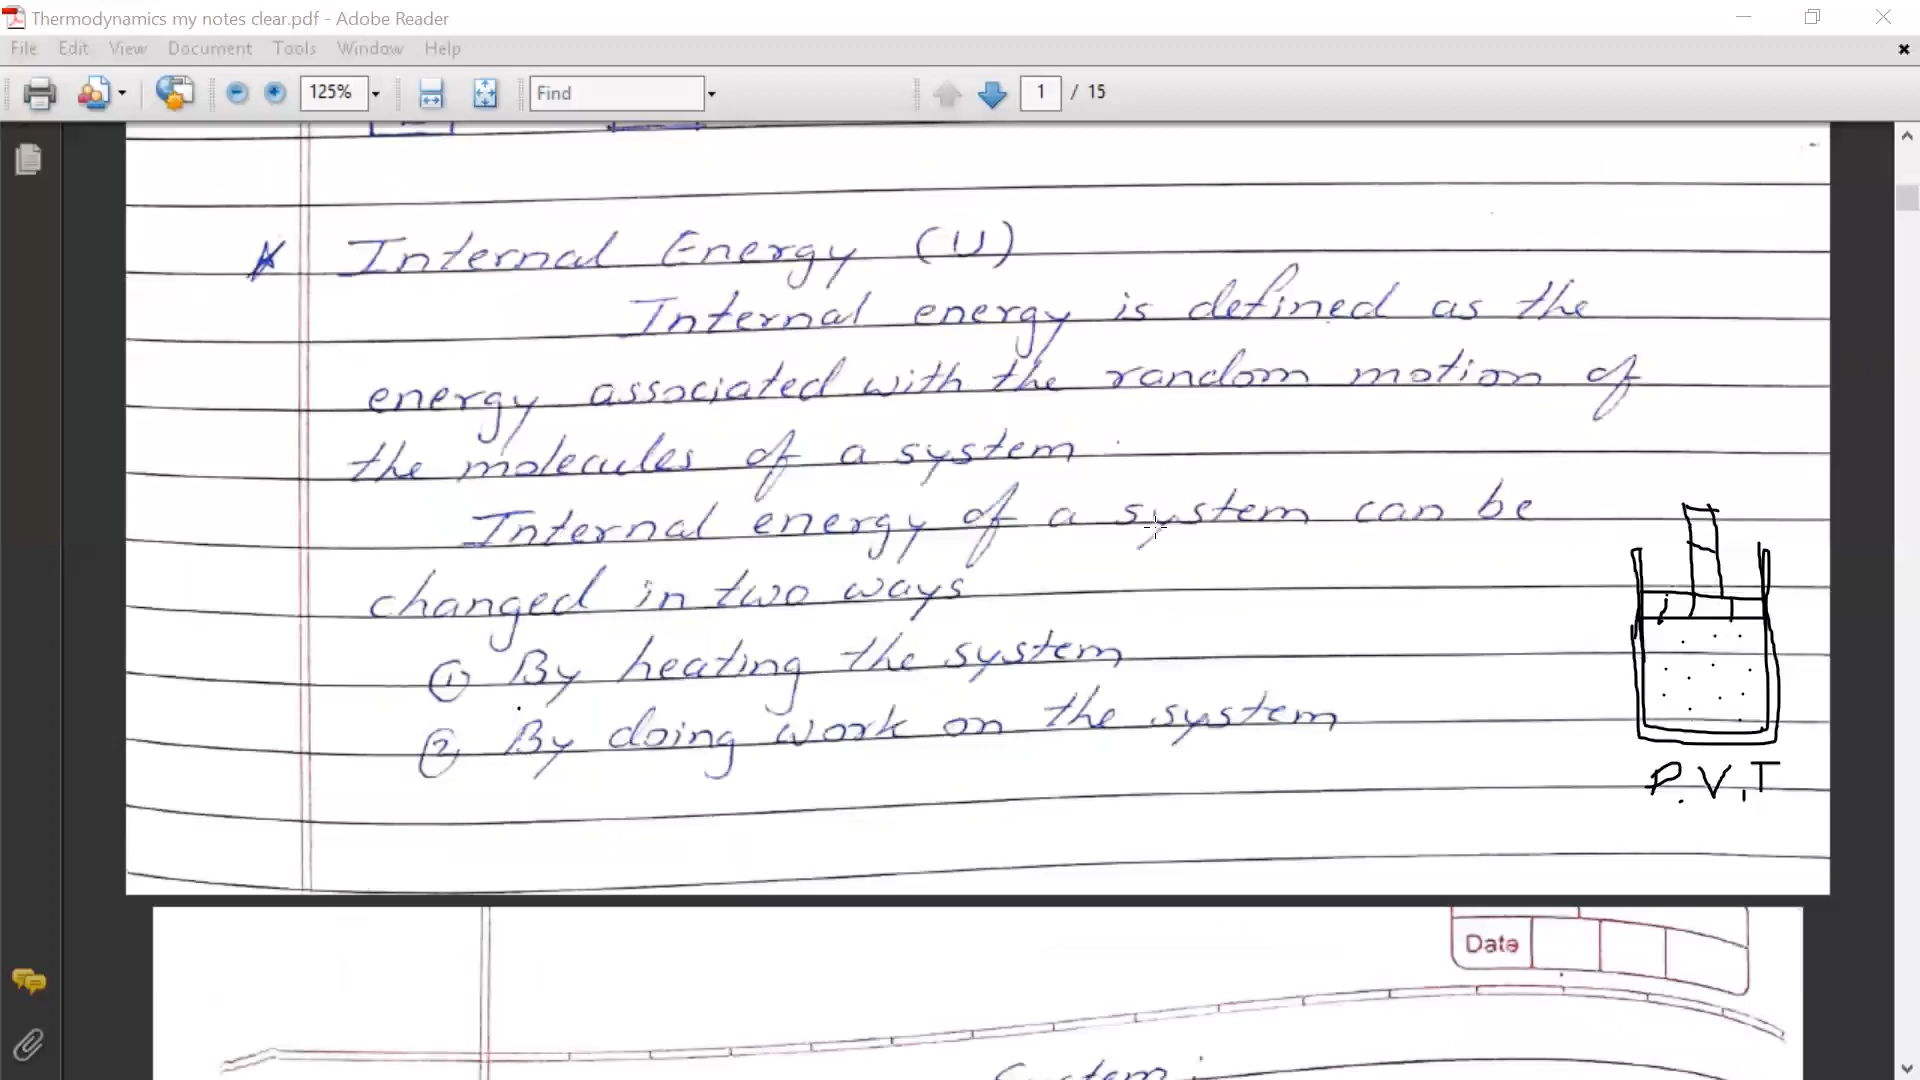 Thermodynamics my notes clear.pdf - Adobe Reader
File Edit View Document Tools Window Help
125% Find 1 / 15
Internal Energy (U)
Internal energy is defined as the
energy associated with the random motion of
the molecules of a system
Internal energy of a system can be
changed in two ways
① By heating the system
② By doing work on the system
P.V,T
Date
System